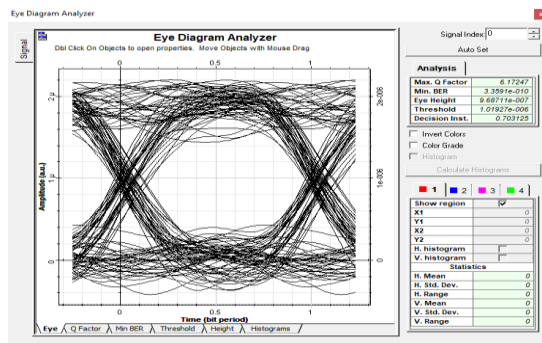 Eye Diagram Analyzer
Signal
Eye Diagram Analyzer
Dbl Click On Objects to open properties. Move Objects with Mouse Drag
0 0.5 1
2µ
1µ
0
Amplitude (a.u.)
2e-006
1e-006
0
0 0.5 1
Time (bit period)
Eye Q Factor Min BER Threshold Height Histograms
Signal Index: 0
Auto Set
Analysis
Max. Q Factor 6.17247
Min. BER 3.3591e-010
Eye Height 9.68711e-007
Threshold 1.01927e-006
Decision Inst. 0.703125
Invert Colors
Color Grade
Histogram
Calculate Histograms
1 2 3 4
Show region
X1 0
Y1 0
X2 0
Y2 0
H. histogram
V. histogram
Statistics
H. Mean 0
H. Std. Dev. 0
H. Range 0
V. Mean 0
V. Std. Dev. 0
V. Range 0